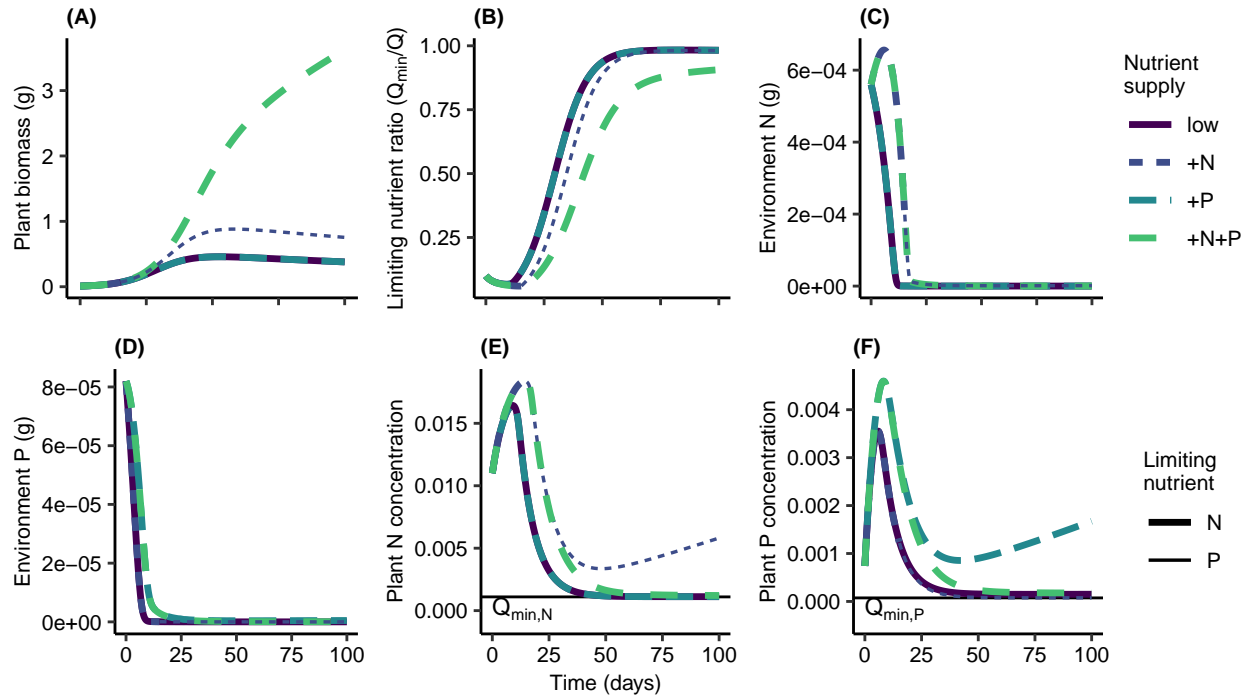 (A)
Plant biomass (g)
3
2
1
0
(B)
Limiting nutrient ratio (Q_min/Q)
1.00
0.75
0.50
0.25
(C)
Environment N (g)
6e−04
4e−04
2e−04
0e+00
Nutrient
supply
low
+N
+P
+N+P
(D)
Environment P (g)
8e−05
6e−05
4e−05
2e−05
0e+00
0 25 50 75 100
(E)
Plant N concentration
0.015
0.010
0.005
0.000
Q_min,N
0 25 50 75 100
Time (days)
(F)
Plant P concentration
0.004
0.003
0.002
0.001
0.000
Q_min,P
0 25 50 75 100
Limiting
nutrient
N
P